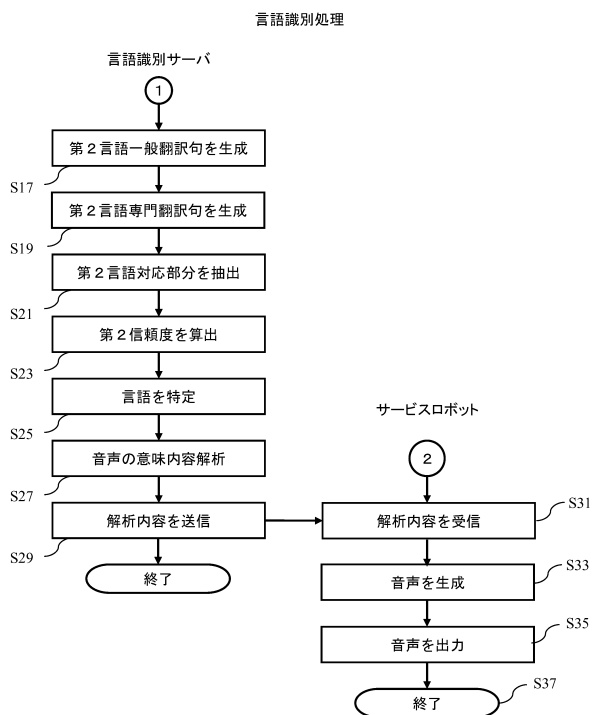 言語識別処理
言語識別サーバ
1
第２言語一般翻訳句を生成
S17
第２言語専門翻訳句を生成
S19
第２言語対応部分を抽出
S21
第２信頼度を算出
S23
言語を特定
S25
音声の意味内容解析
S27
解析内容を送信
S29
終了
サービスロボット
2
解析内容を受信
S31
音声を生成
S33
音声を出力
S35
終了
S37